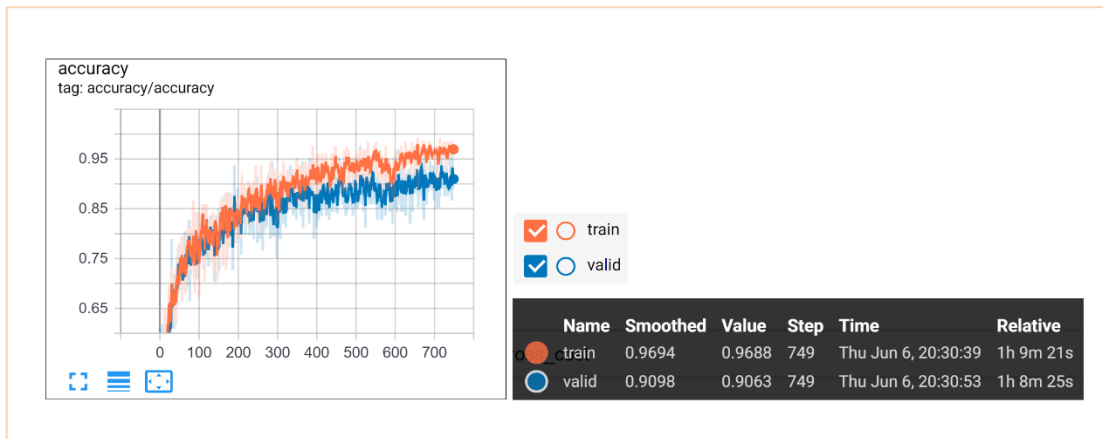 accuracy
tag: accuracy/accuracy
0.95
0.85
0.75
0.65
0 100 200 300 400 500 600 700
train
valid
Name Smoothed Value Step Time Relative
train 0.9694 0.9688 749 Thu Jun 6, 20:30:39 1h 9m 21s
valid 0.9098 0.9063 749 Thu Jun 6, 20:30:53 1h 8m 25s